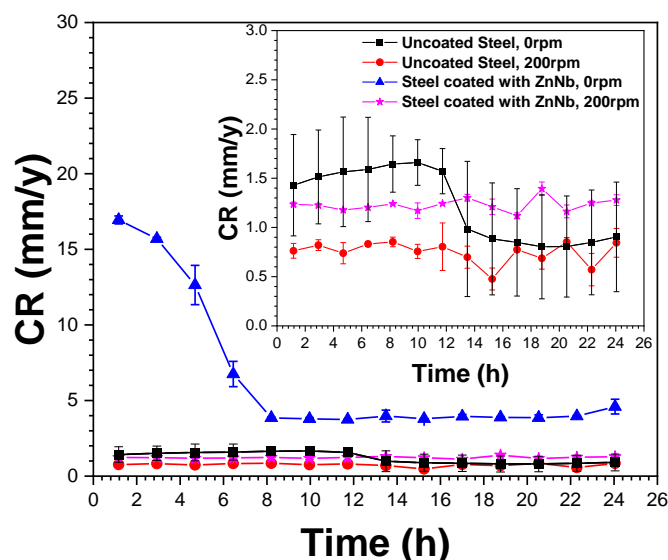 30
25
20
15
10
5
0
CR (mm/y)
0 2 4 6 8 10 12 14 16 18 20 22 24 26
Time (h)
3.0
2.5
2.0
1.5
1.0
0.5
0.0
CR (mm/y)
0 2 4 6 8 10 12 14 16 18 20 22 24 26
Time (h)
Uncoated Steel, 0rpm
Uncoated Steel, 200rpm
Steel coated with ZnNb, 0rpm
Steel coated with ZnNb, 200rpm